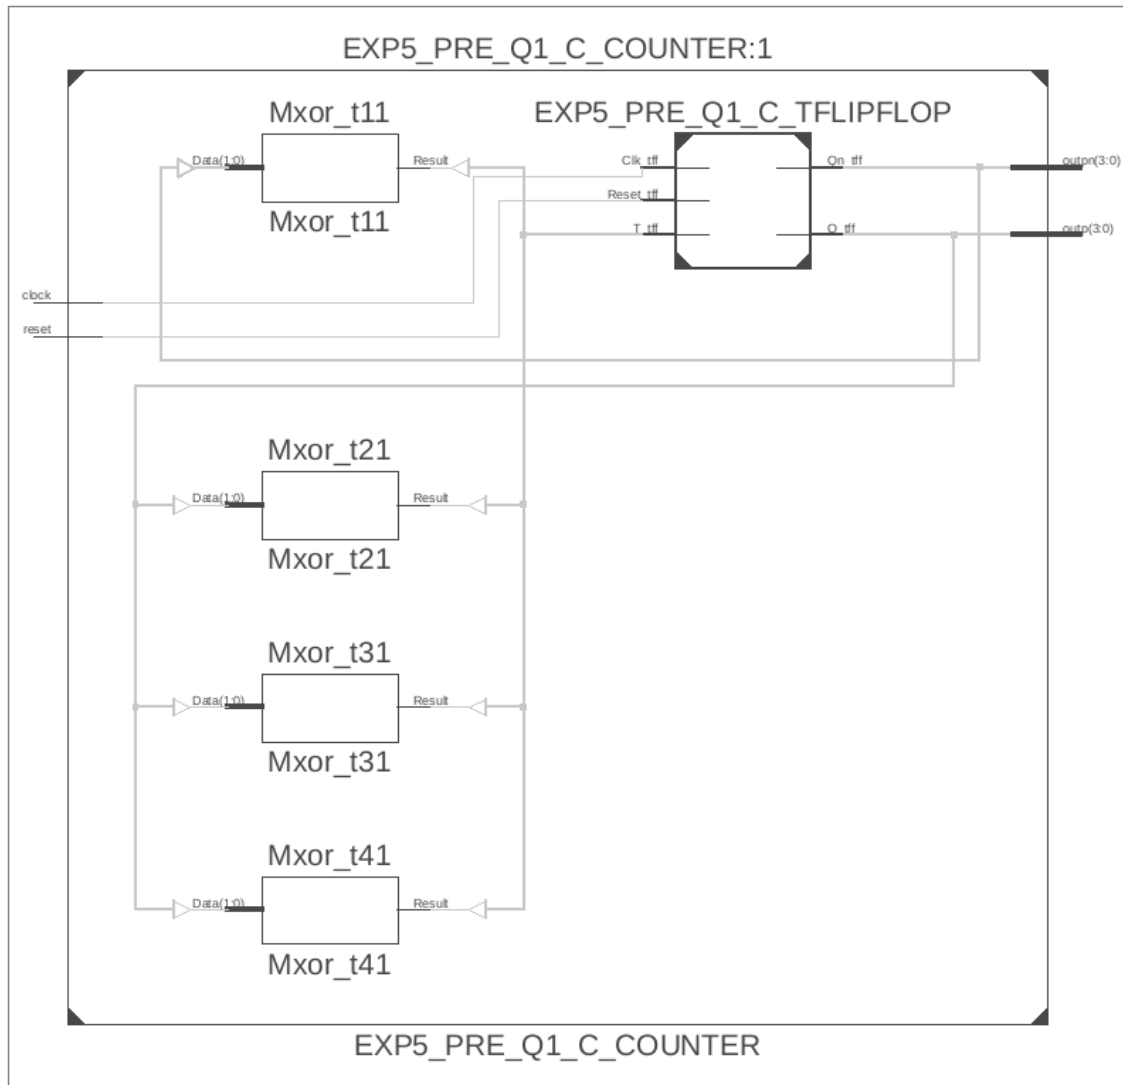 EXP5_PRE_Q1_C_COUNTER:1
Mxor_t11
EXP5_PRE_Q1_C_TFLIPFLOP
Data(1:0)
Result
Clk_tff
Qn_tff
outpn(3:0)
Reset_tff
Mxor_t11
T_tff
Q_tff
outp(3:0)
clock
reset
Mxor_t21
Data(1:0)
Result
Mxor_t21
Mxor_t31
Data(1:0)
Result
Mxor_t31
Mxor_t41
Data(1:0)
Result
Mxor_t41
EXP5_PRE_Q1_C_COUNTER